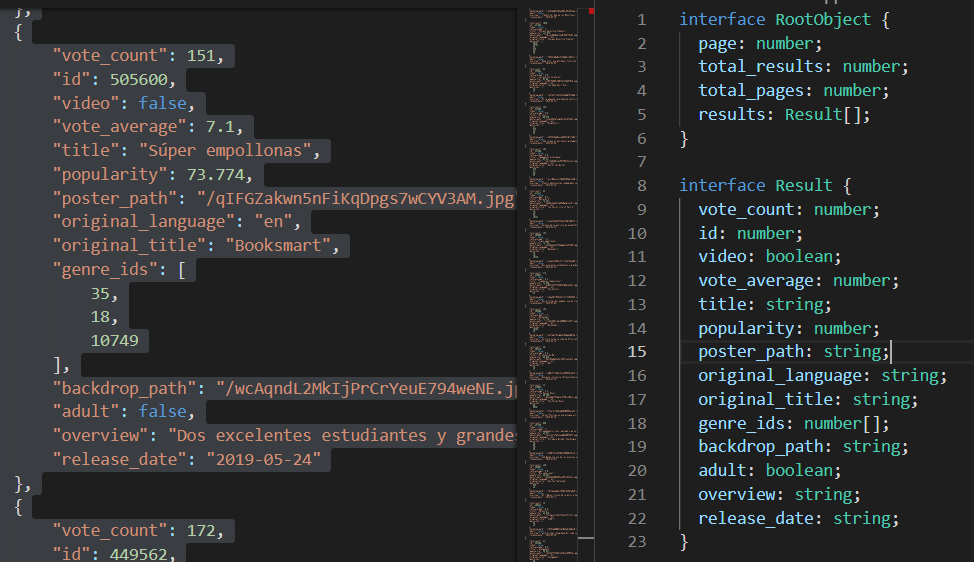 },
{
"vote_count": 151,
"id": 505600,
"video": false,
"vote_average": 7.1,
"title": "Súper empollonas",
"popularity": 73.774,
"poster_path": "/qIFGZakwn5nFiKqDpgs7wCYV3AM.jpg"
"original_language": "en",
"original_title": "Booksmart",
"genre_ids": [
35,
18,
10749
],
"backdrop_path": "/wcAqndL2MkIjPrCrYeuE794weNE.jp
"adult": false,
"overview": "Dos excelentes estudiantes y grandes
"release_date": "2019-05-24"
},
{
"vote_count": 172,
"id": 449562,
1 interface RootObject {
2 page: number;
3 total_results: number;
4 total_pages: number;
5 results: Result[];
6 }
7
8 interface Result {
9 vote_count: number;
10 id: number;
11 video: boolean;
12 vote_average: number;
13 title: string;
14 popularity: number;
15 poster_path: string;
16 original_language: string;
17 original_title: string;
18 genre_ids: number[];
19 backdrop_path: string;
20 adult: boolean;
21 overview: string;
22 release_date: string;
23 }